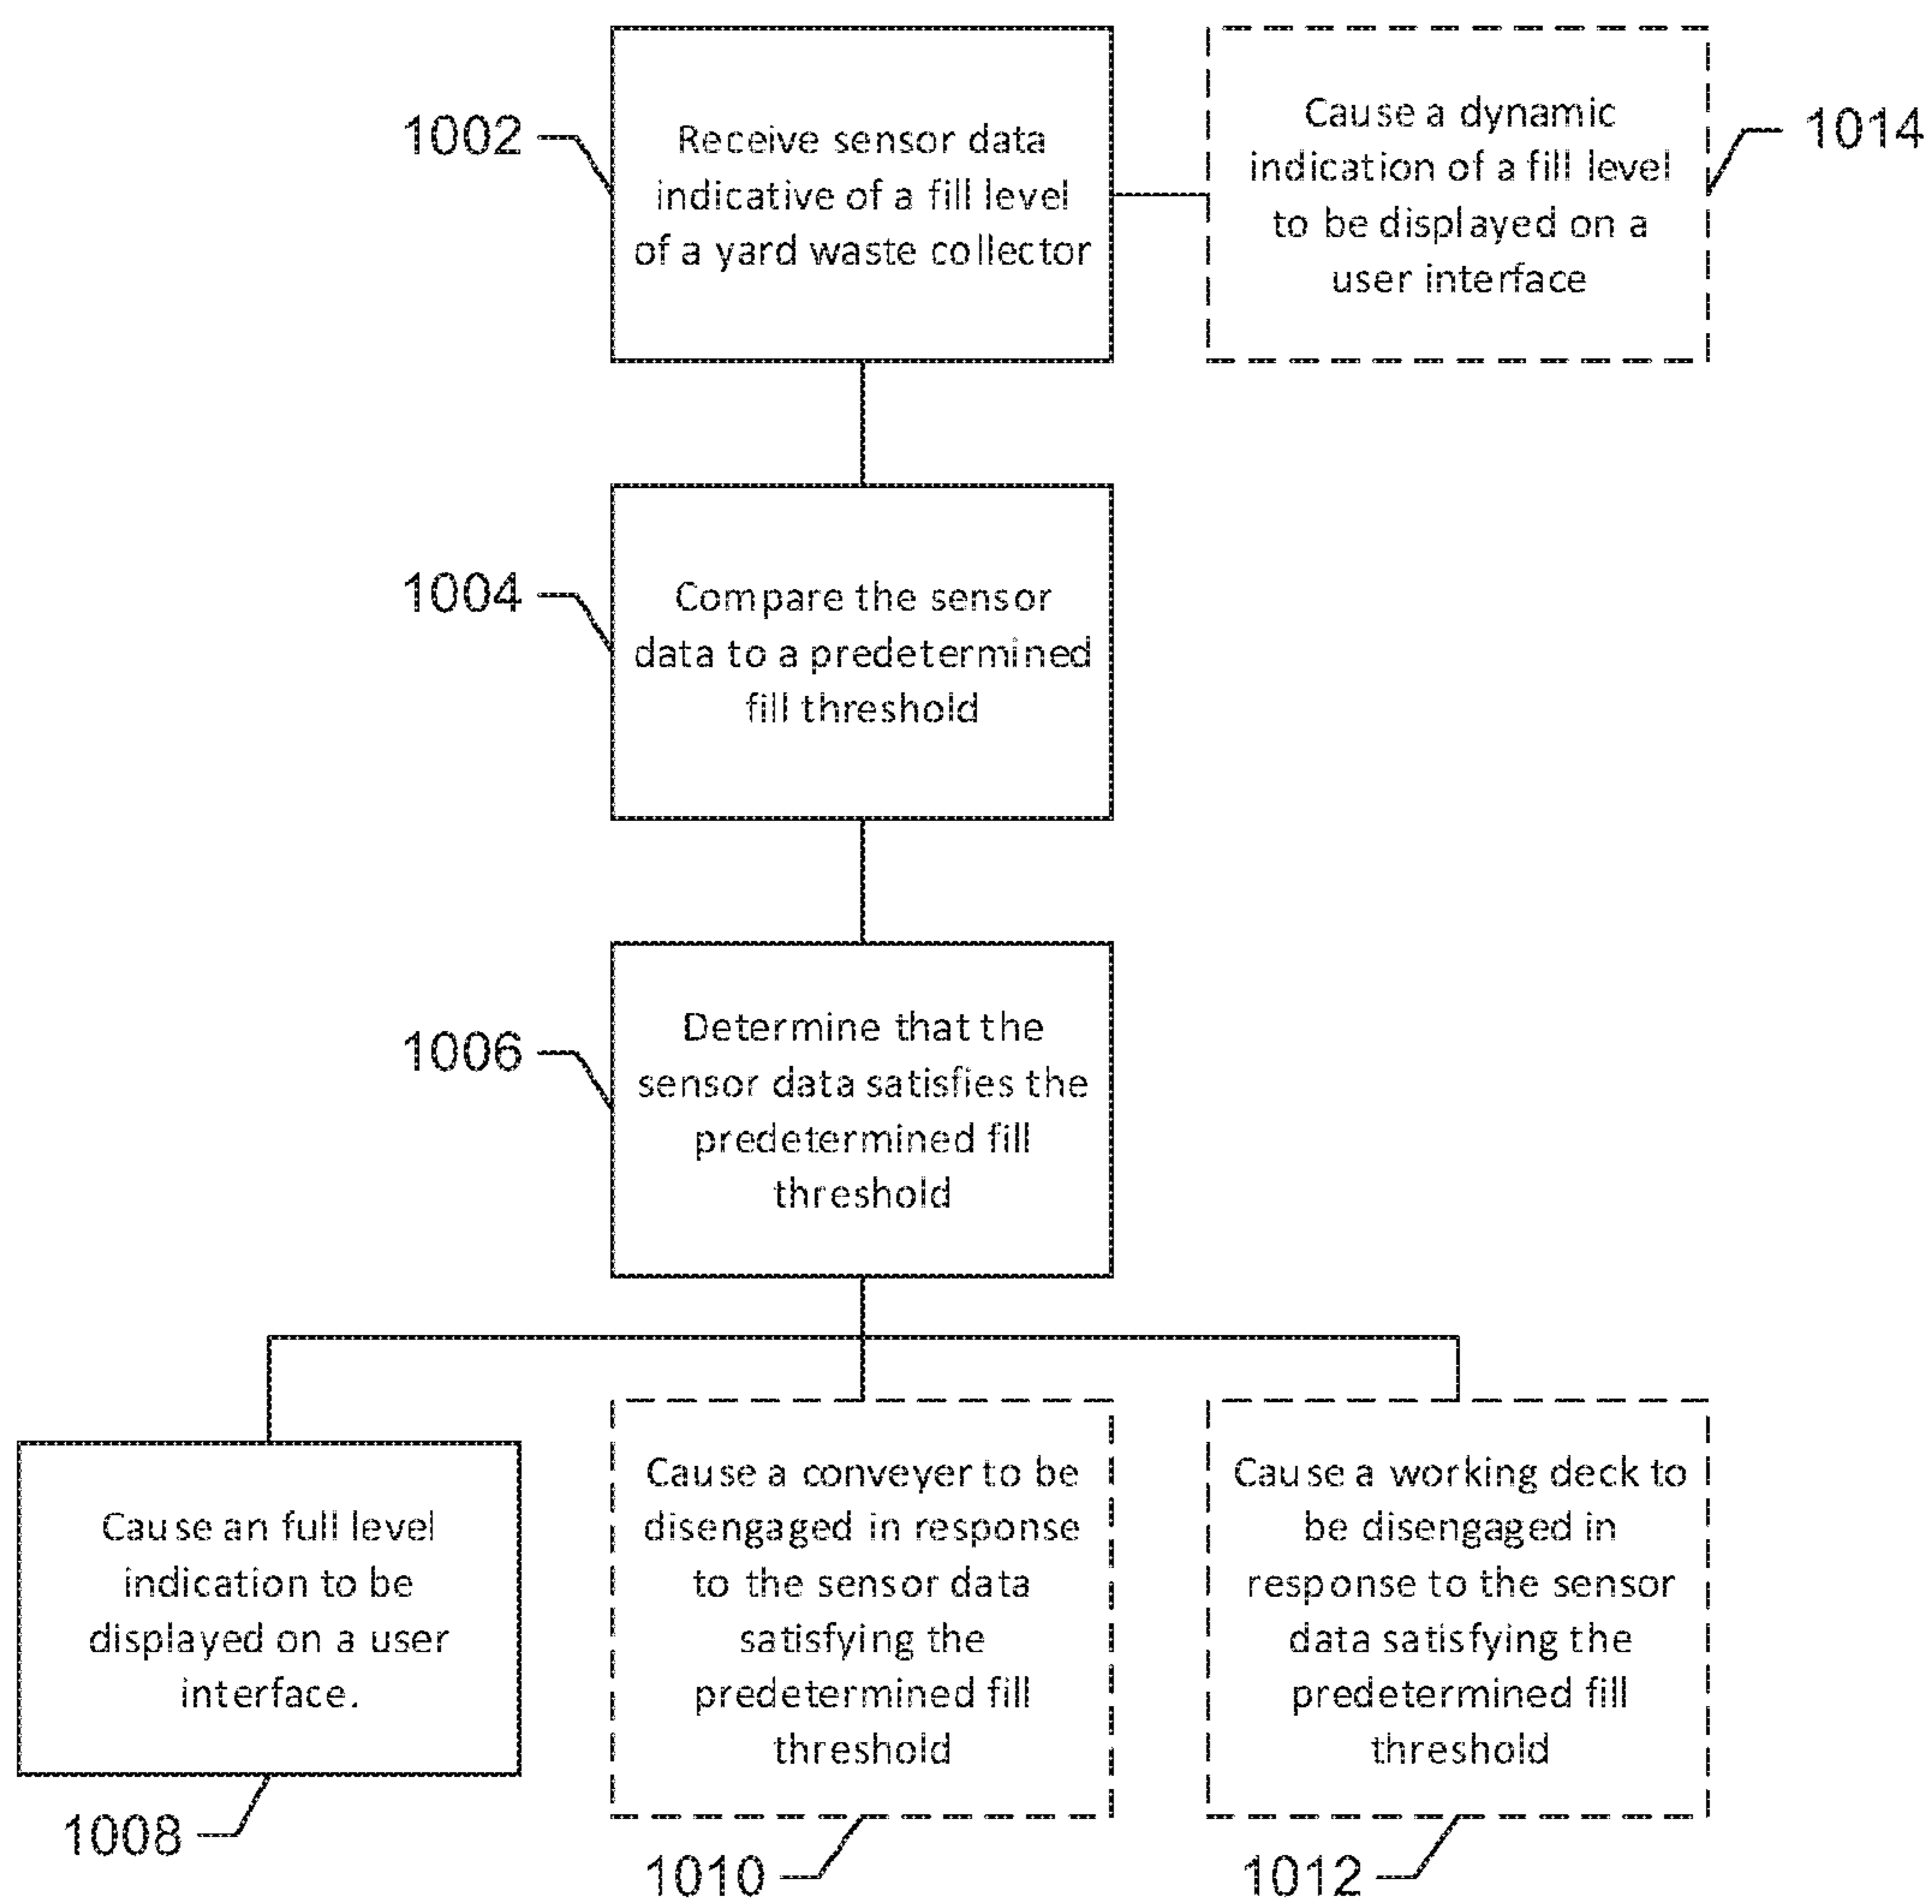 1002
Receive sensor data
indicative of a fill level
of a yard waste collector
Cause a dynamic
indication of a fill level
to be displayed on a
user interface
1014
1004
Compare the sensor
data to a predetermined
fill threshold
1006
Determine that the
sensor data satisfies the
predetermined fill
threshold
Cause an full level
indication to be
displayed on a user
interface.
1008
Cause a conveyer to be
disengaged in response
to the sensor data
satisfying the
predetermined fill
threshold
1010
Cause a working deck to
be disengaged in
response to the sensor
data satisfying the
predetermined fill
threshold
1012